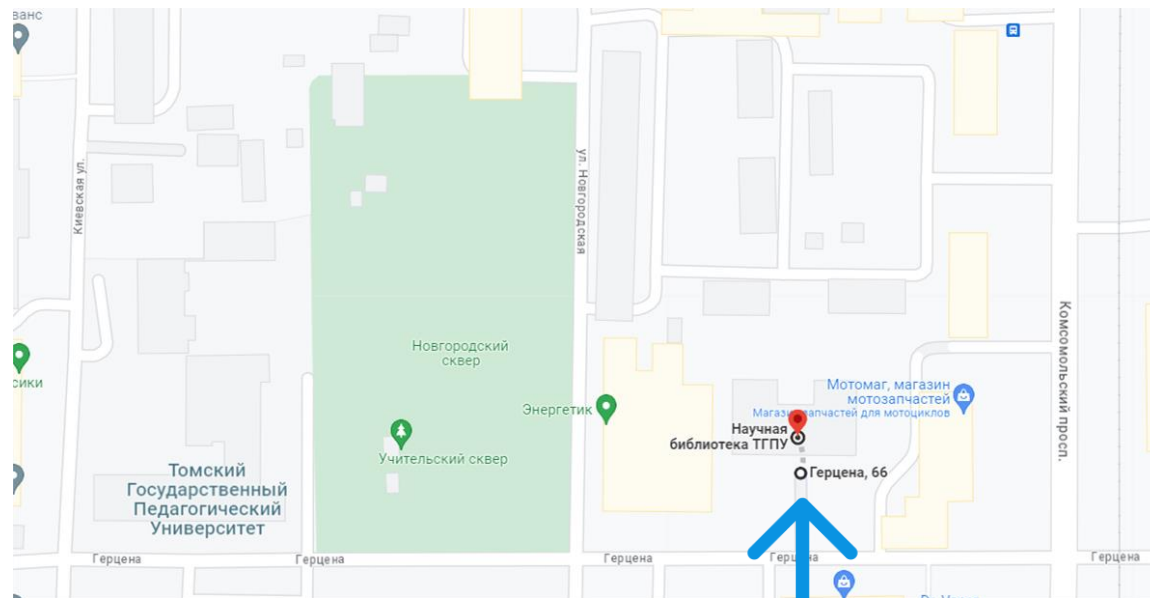 ванс
Киевская ул.
ул. Новгородская
Новгородский
сквер
Комсомольский просп.
сики
Энергетик
Мотомаг, магазин
мотозапчастей
Магазин запчастей для мотоциклов
Научная
библиотека ТГПУ
Учительский сквер
Герцена, 66
Томский
Государственный
Педагогический
Университет
Герцена
Герцена
Герцена
Герцена
Герцена